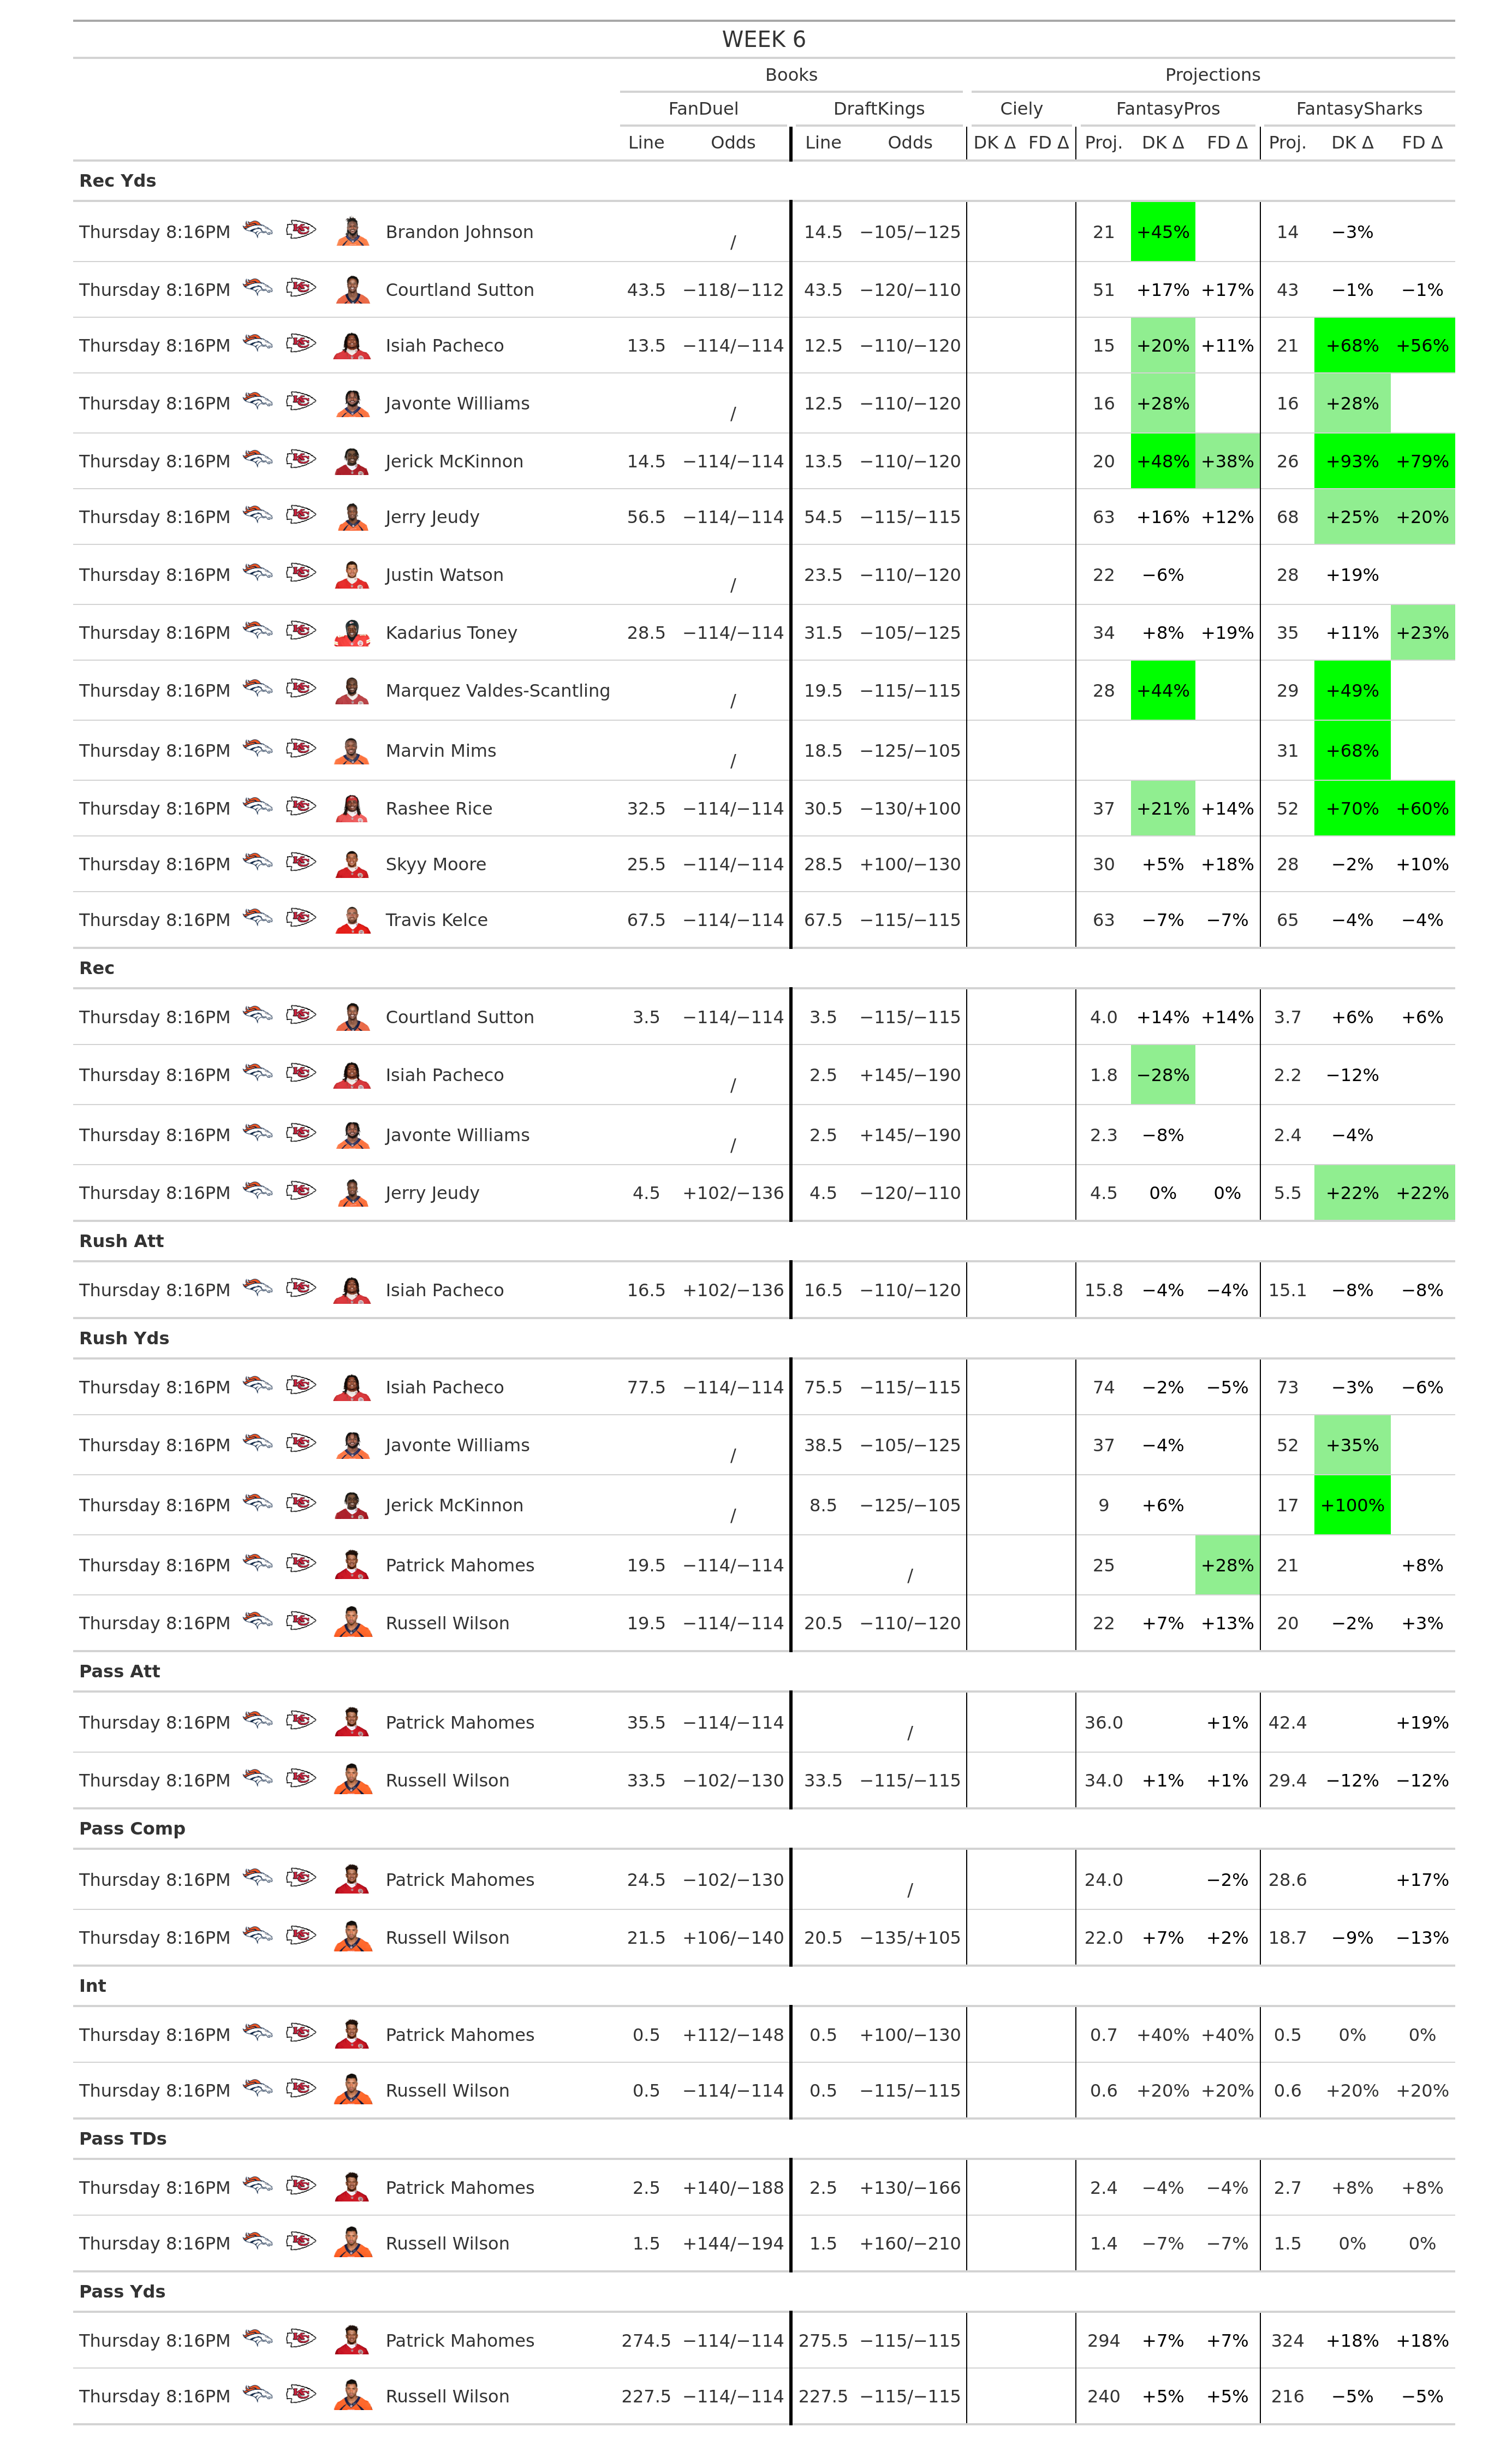 WEEK 6
Books Projections
FanDuel DraftKings Ciely FantasyPros FantasySharks
Line Odds Line Odds DK Δ FD Δ Proj. DK Δ FD Δ Proj. DK Δ FD Δ
Rec Yds
Thursday 8:16PM Brandon Johnson / 14.5 −105/−125 21 +45% 14 −3%
Thursday 8:16PM Courtland Sutton 43.5 −118/−112 43.5 −120/−110 51 +17% +17% 43 −1% −1%
Thursday 8:16PM Isiah Pacheco 13.5 −114/−114 12.5 −110/−120 15 +20% +11% 21 +68% +56%
Thursday 8:16PM Javonte Williams / 12.5 −110/−120 16 +28% 16 +28%
Thursday 8:16PM Jerick McKinnon 14.5 −114/−114 13.5 −110/−120 20 +48% +38% 26 +93% +79%
Thursday 8:16PM Jerry Jeudy 56.5 −114/−114 54.5 −115/−115 63 +16% +12% 68 +25% +20%
Thursday 8:16PM Justin Watson / 23.5 −110/−120 22 −6% 28 +19%
Thursday 8:16PM Kadarius Toney 28.5 −114/−114 31.5 −105/−125 34 +8% +19% 35 +11% +23%
Thursday 8:16PM Marquez Valdes-Scantling / 19.5 −115/−115 28 +44% 29 +49%
Thursday 8:16PM Marvin Mims / 18.5 −125/−105 31 +68%
Thursday 8:16PM Rashee Rice 32.5 −114/−114 30.5 −130/+100 37 +21% +14% 52 +70% +60%
Thursday 8:16PM Skyy Moore 25.5 −114/−114 28.5 +100/−130 30 +5% +18% 28 −2% +10%
Thursday 8:16PM Travis Kelce 67.5 −114/−114 67.5 −115/−115 63 −7% −7% 65 −4% −4%
Rec
Thursday 8:16PM Courtland Sutton 3.5 −114/−114 3.5 −115/−115 4.0 +14% +14% 3.7 +6% +6%
Thursday 8:16PM Isiah Pacheco / 2.5 +145/−190 1.8 −28% 2.2 −12%
Thursday 8:16PM Javonte Williams / 2.5 +145/−190 2.3 −8% 2.4 −4%
Thursday 8:16PM Jerry Jeudy 4.5 +102/−136 4.5 −120/−110 4.5 0% 0% 5.5 +22% +22%
Rush Att
Thursday 8:16PM Isiah Pacheco 16.5 +102/−136 16.5 −110/−120 15.8 −4% −4% 15.1 −8% −8%
Rush Yds
Thursday 8:16PM Isiah Pacheco 77.5 −114/−114 75.5 −115/−115 74 −2% −5% 73 −3% −6%
Thursday 8:16PM Javonte Williams / 38.5 −105/−125 37 −4% 52 +35%
Thursday 8:16PM Jerick McKinnon / 8.5 −125/−105 9 +6% 17 +100%
Thursday 8:16PM Patrick Mahomes 19.5 −114/−114 / 25 +28% 21 +8%
Thursday 8:16PM Russell Wilson 19.5 −114/−114 20.5 −110/−120 22 +7% +13% 20 −2% +3%
Pass Att
Thursday 8:16PM Patrick Mahomes 35.5 −114/−114 / 36.0 +1% 42.4 +19%
Thursday 8:16PM Russell Wilson 33.5 −102/−130 33.5 −115/−115 34.0 +1% +1% 29.4 −12% −12%
Pass Comp
Thursday 8:16PM Patrick Mahomes 24.5 −102/−130 / 24.0 −2% 28.6 +17%
Thursday 8:16PM Russell Wilson 21.5 +106/−140 20.5 −135/+105 22.0 +7% +2% 18.7 −9% −13%
Int
Thursday 8:16PM Patrick Mahomes 0.5 +112/−148 0.5 +100/−130 0.7 +40% +40% 0.5 0% 0%
Thursday 8:16PM Russell Wilson 0.5 −114/−114 0.5 −115/−115 0.6 +20% +20% 0.6 +20% +20%
Pass TDs
Thursday 8:16PM Patrick Mahomes 2.5 +140/−188 2.5 +130/−166 2.4 −4% −4% 2.7 +8% +8%
Thursday 8:16PM Russell Wilson 1.5 +144/−194 1.5 +160/−210 1.4 −7% −7% 1.5 0% 0%
Pass Yds
Thursday 8:16PM Patrick Mahomes 274.5 −114/−114 275.5 −115/−115 294 +7% +7% 324 +18% +18%
Thursday 8:16PM Russell Wilson 227.5 −114/−114 227.5 −115/−115 240 +5% +5% 216 −5% −5%